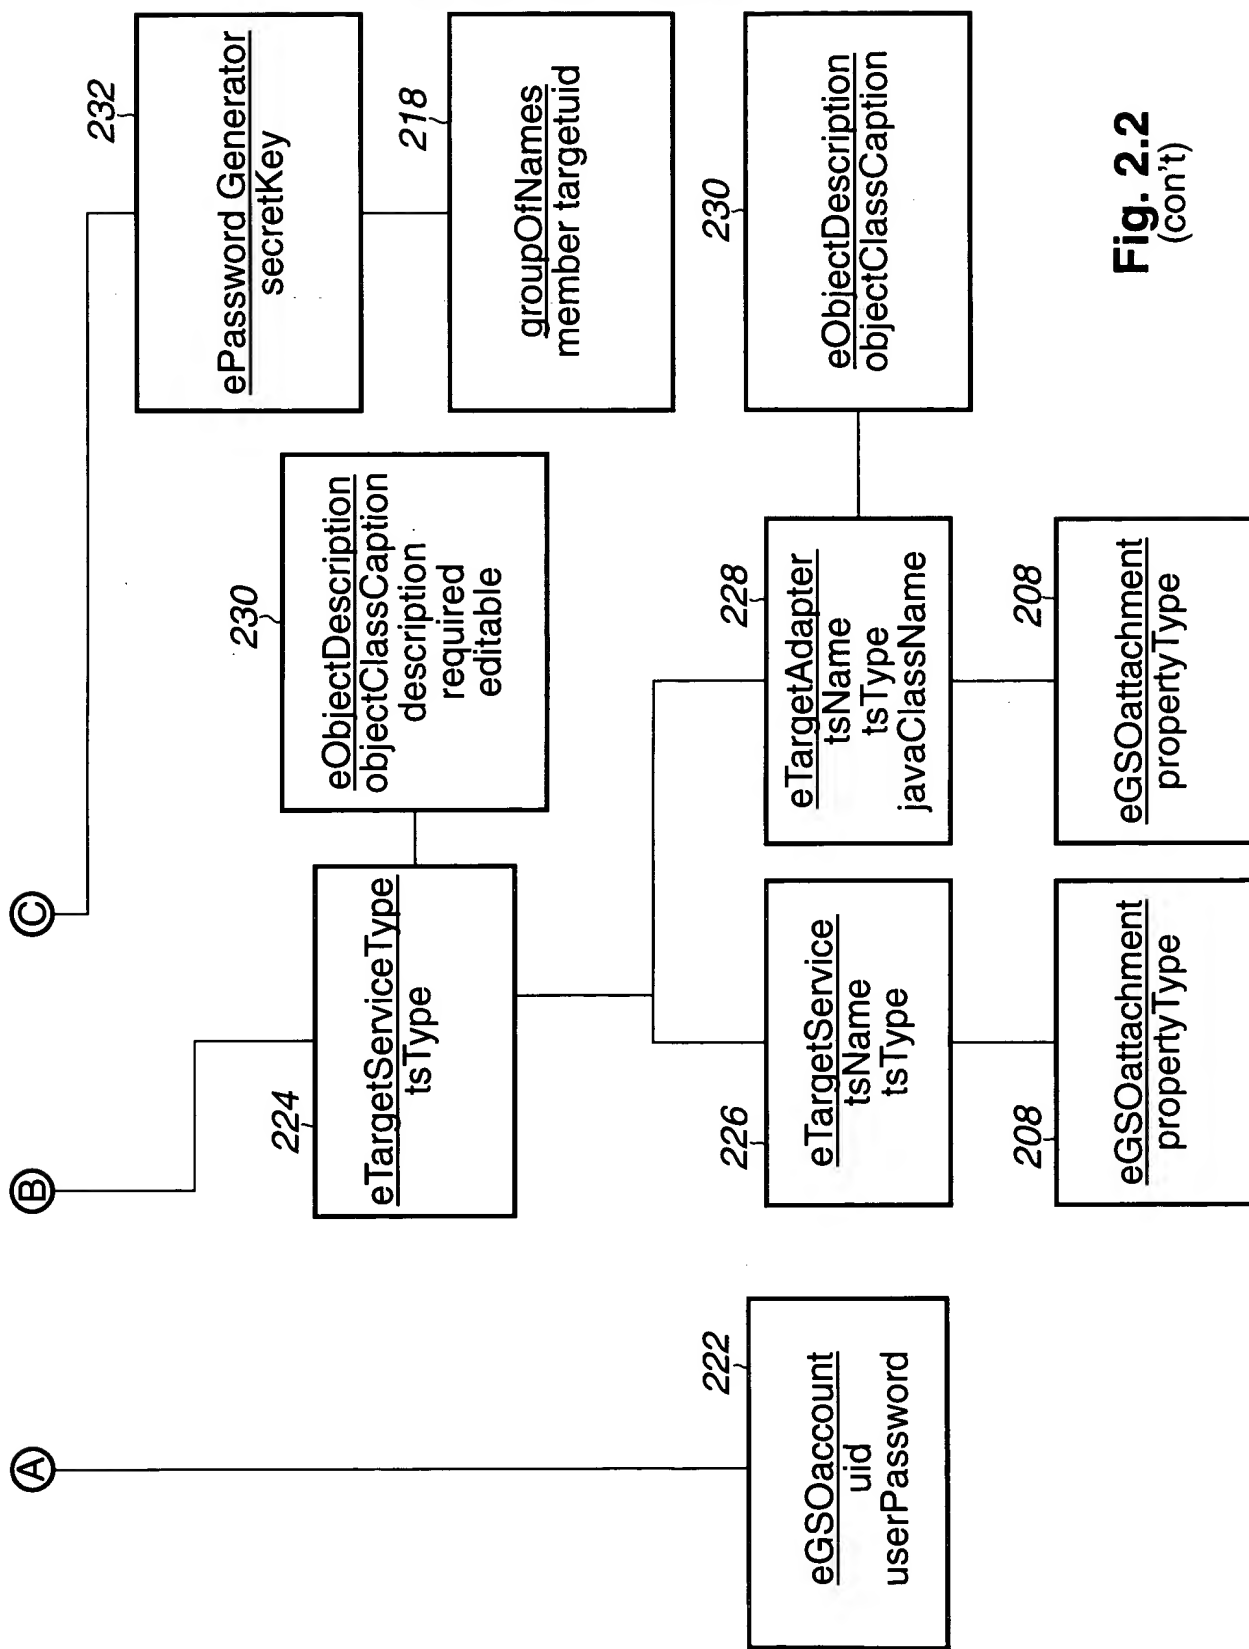 A
B
C
232
ePassword Generator
secretKey
218
groupOfNames
member targetuid
224
eTargetServiceType
tsType
230
eObjectDescription
objectClassCaption
description
required
editable
222
eGSOaccount
uid
userPassword
226
eTargetService
tsName
tsType
228
eTargetAdapter
tsName
tsType
javaClassName
230
eObjectDescription
objectClassCaption
208
eGSOattachment
propertyType
208
eGSOattachment
propertyType
Fig. 2.2
(con't)